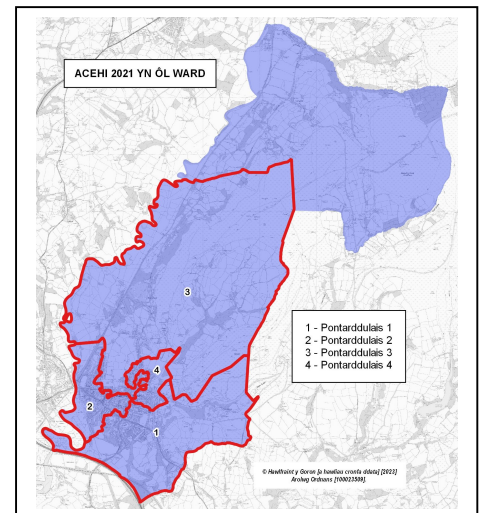 ACEHI 2021 YN ÔL WARD
3
4
2
1
1 - Pontarddulais 1
2 - Pontarddulais 2
3 - Pontarddulais 3
4 - Pontarddulais 4
© Hawlfraint y Goron [a hawliau cronfa ddata] [2023]
Arolwg Ordnans [100023509].